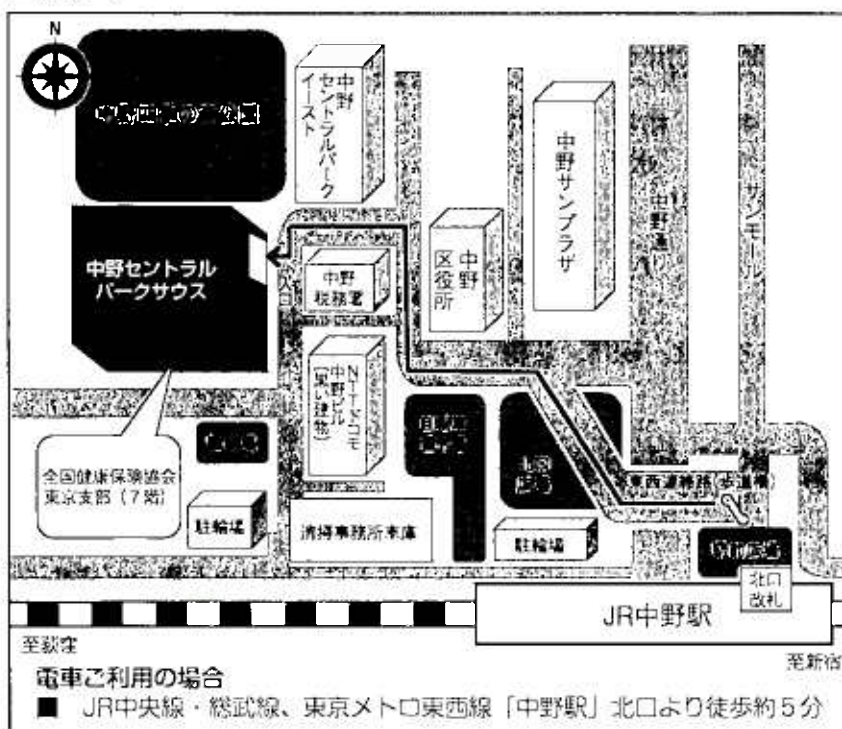 N
中野
セントラルパーク
イースト
中野サンプラザ
中野通り
サンモール
中野
区役所
中野セントラル
パークサウス
入口
中野
税務署
NTTドコモ
中野ビル
(黒い建物)
全国健康保険協会
東京支部(7階)
駐輪場
清掃事務所車庫
駐輪場
東西連絡路(歩道橋)
北口
改札
JR中野駅
至荻窪
至新宿
電車ご利用の場合
■ JR中央線・総武線、東京メトロ東西線「中野駅」北口より徒歩約5分